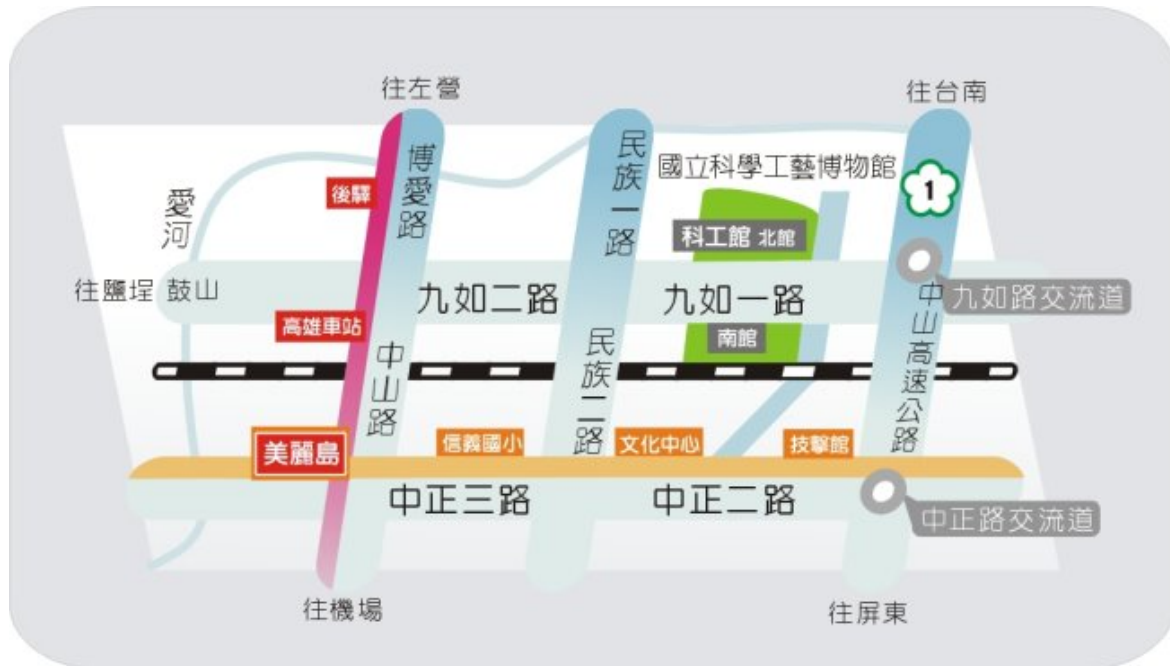 往左營
往台南
博愛路
民族一路
國立科學工藝博物館
1
後驛
愛河
科工館 北館
往鹽埕 鼓山
九如二路
九如一路
九如路交流道
高雄車站
南館
中山路
民族二路
中山高速公路
美麗島
信義國小
文化中心
技擊館
中正三路
中正二路
中正路交流道
往機場
往屏東